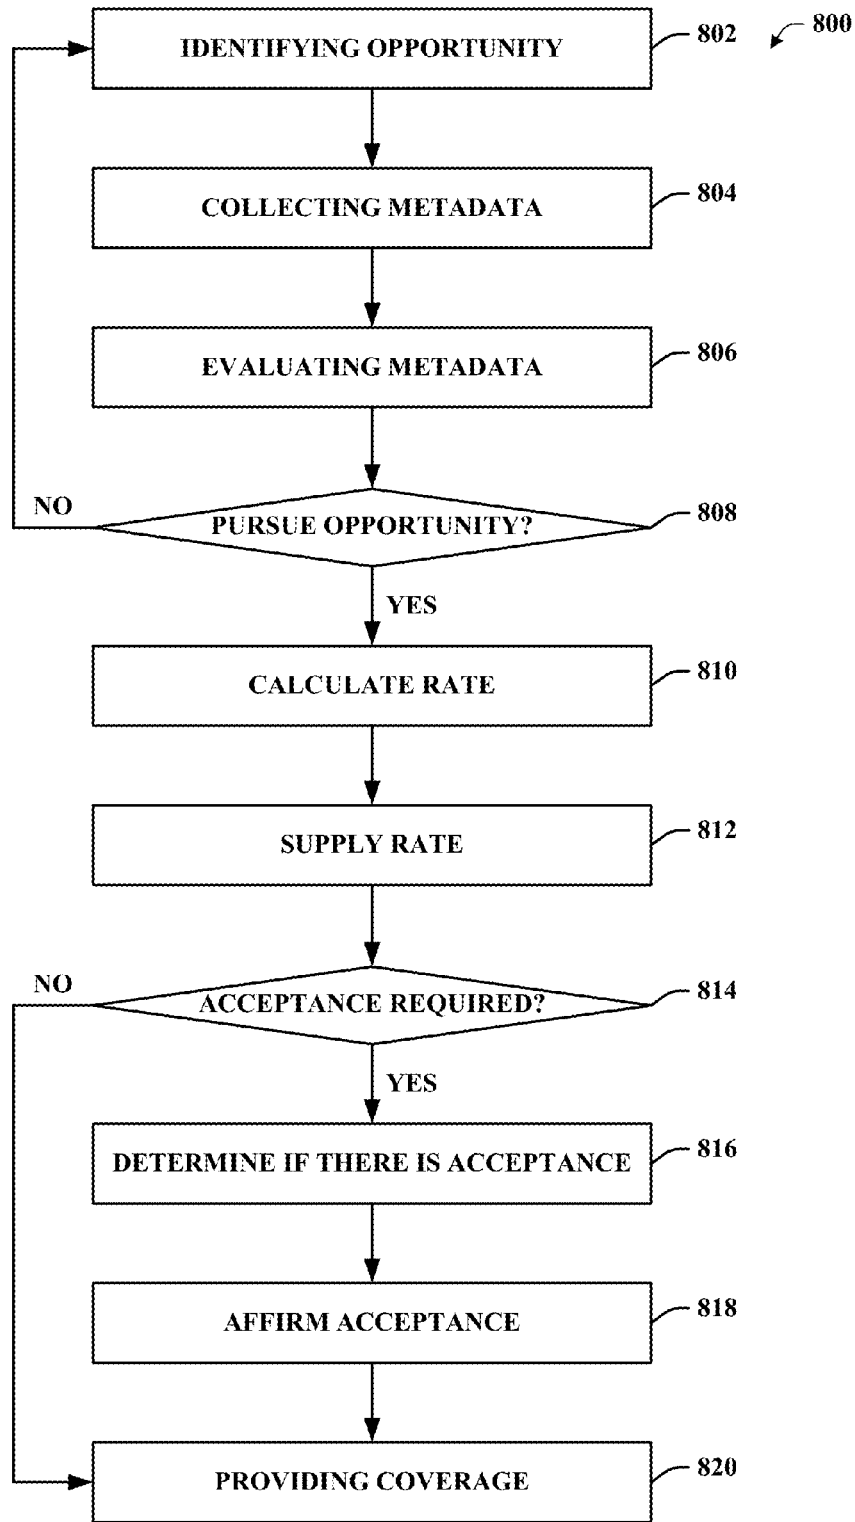 800
IDENTIFYING OPPORTUNITY 802
COLLECTING METADATA 804
EVALUATING METADATA 806
NO
PURSUE OPPORTUNITY? 808
YES
CALCULATE RATE 810
SUPPLY RATE 812
NO
ACCEPTANCE REQUIRED? 814
YES
DETERMINE IF THERE IS ACCEPTANCE 816
AFFIRM ACCEPTANCE 818
PROVIDING COVERAGE 820